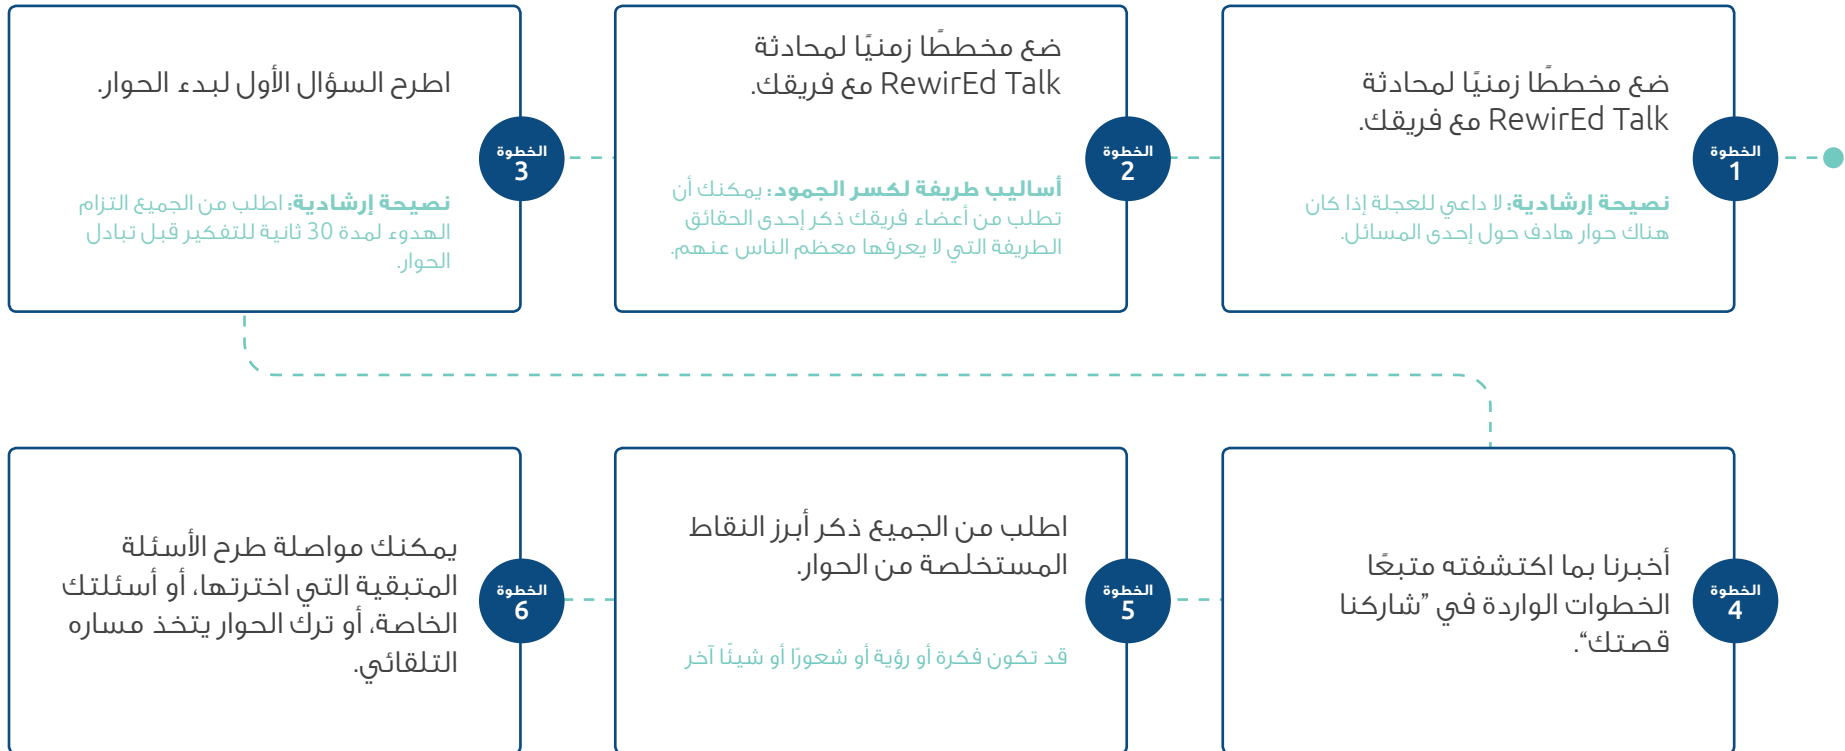 الخطوة
1
ضع مخططًا زمنيًا لمحادثة
RewirEd Talk مع فريقك.
نصيحة إرشادية: لا داعي للعجلة إذا كان
هناك حوار هادف حول إحدى المسائل.
الخطوة
2
ضع مخططًا زمنيًا لمحادثة
RewirEd Talk مع فريقك.
أساليب طريفة لكسر الجمود: يمكنك أن
تطلب من أعضاء فريقك ذكر إحدى الحقائق
الطريفة التي لا يعرفها معظم الناس عنهم.
الخطوة
3
اطرح السؤال الأول لبدء الحوار.
نصيحة إرشادية: اطلب من الجميع التزام
الهدوء لمدة 30 ثانية للتفكير قبل تبادل
الحوار.
الخطوة
4
أخبرنا بما اكتشفته متبعًا
الخطوات الواردة في ”شاركنا
قصتك“.
الخطوة
5
اطلب من الجميع ذكر أبرز النقاط
المستخلصة من الحوار.
قد تكون فكرة أو رؤية أو شعورًا أو شيئًا آخر
الخطوة
6
يمكنك مواصلة طرح الأسئلة
المتبقية التي اخترتها، أو أسئلتك
الخاصة، أو ترك الحوار يتخذ مساره
التلقائي.